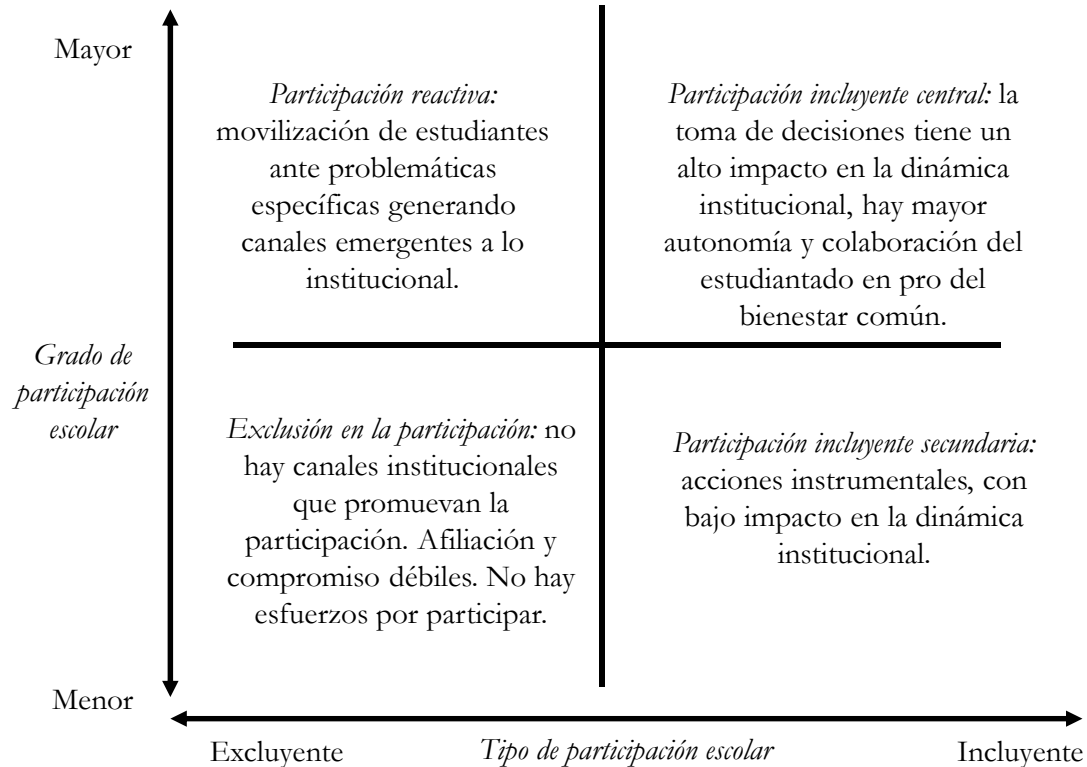 Mayor
Participación reactiva:
movilización de estudiantes
ante problemáticas
específicas generando
canales emergentes a lo
institucional.
Participación incluyente central: la
toma de decisiones tiene un
alto impacto en la dinámica
institucional, hay mayor
autonomía y colaboración del
estudiantado en pro del
bienestar común.
Grado de
participación
escolar
Exclusión en la participación: no
hay canales institucionales
que promuevan la
participación. Afiliación y
compromiso débiles. No hay
esfuerzos por participar.
Participación incluyente secundaria:
acciones instrumentales, con
bajo impacto en la dinámica
institucional.
Menor
Excluyente
Tipo de participación escolar
Incluyente